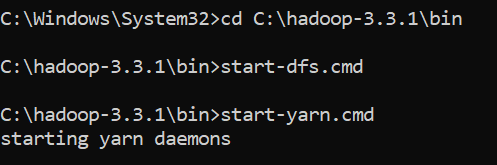 C:\Windows\System32>cd C:\hadoop-3.3.1\bin
C:\hadoop-3.3.1\bin>start-dfs.cmd
C:\hadoop-3.3.1\bin>start-yarn.cmd
starting yarn daemons